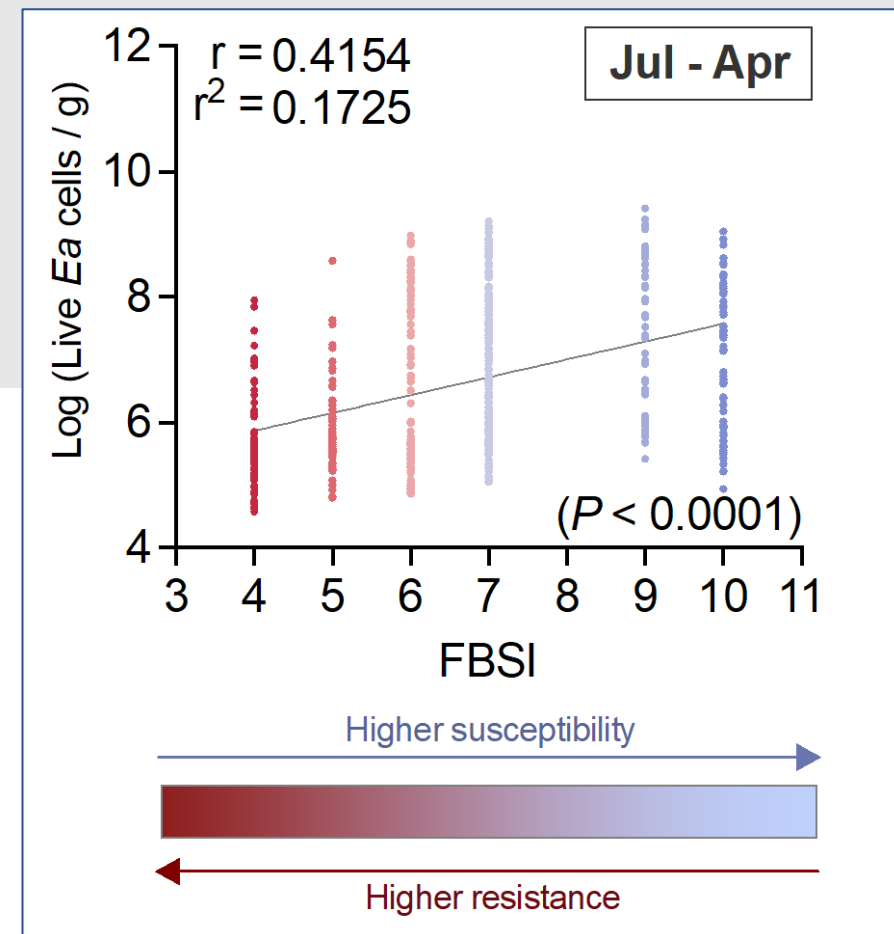 r = 0.4154
r² = 0.1725
Jul - Apr
Log (Live Ea cells / g)
12
10
8
6
4
(P < 0.0001)
3 4 5 6 7 8 9 10 11
FBSI
Higher susceptibility
Higher resistance